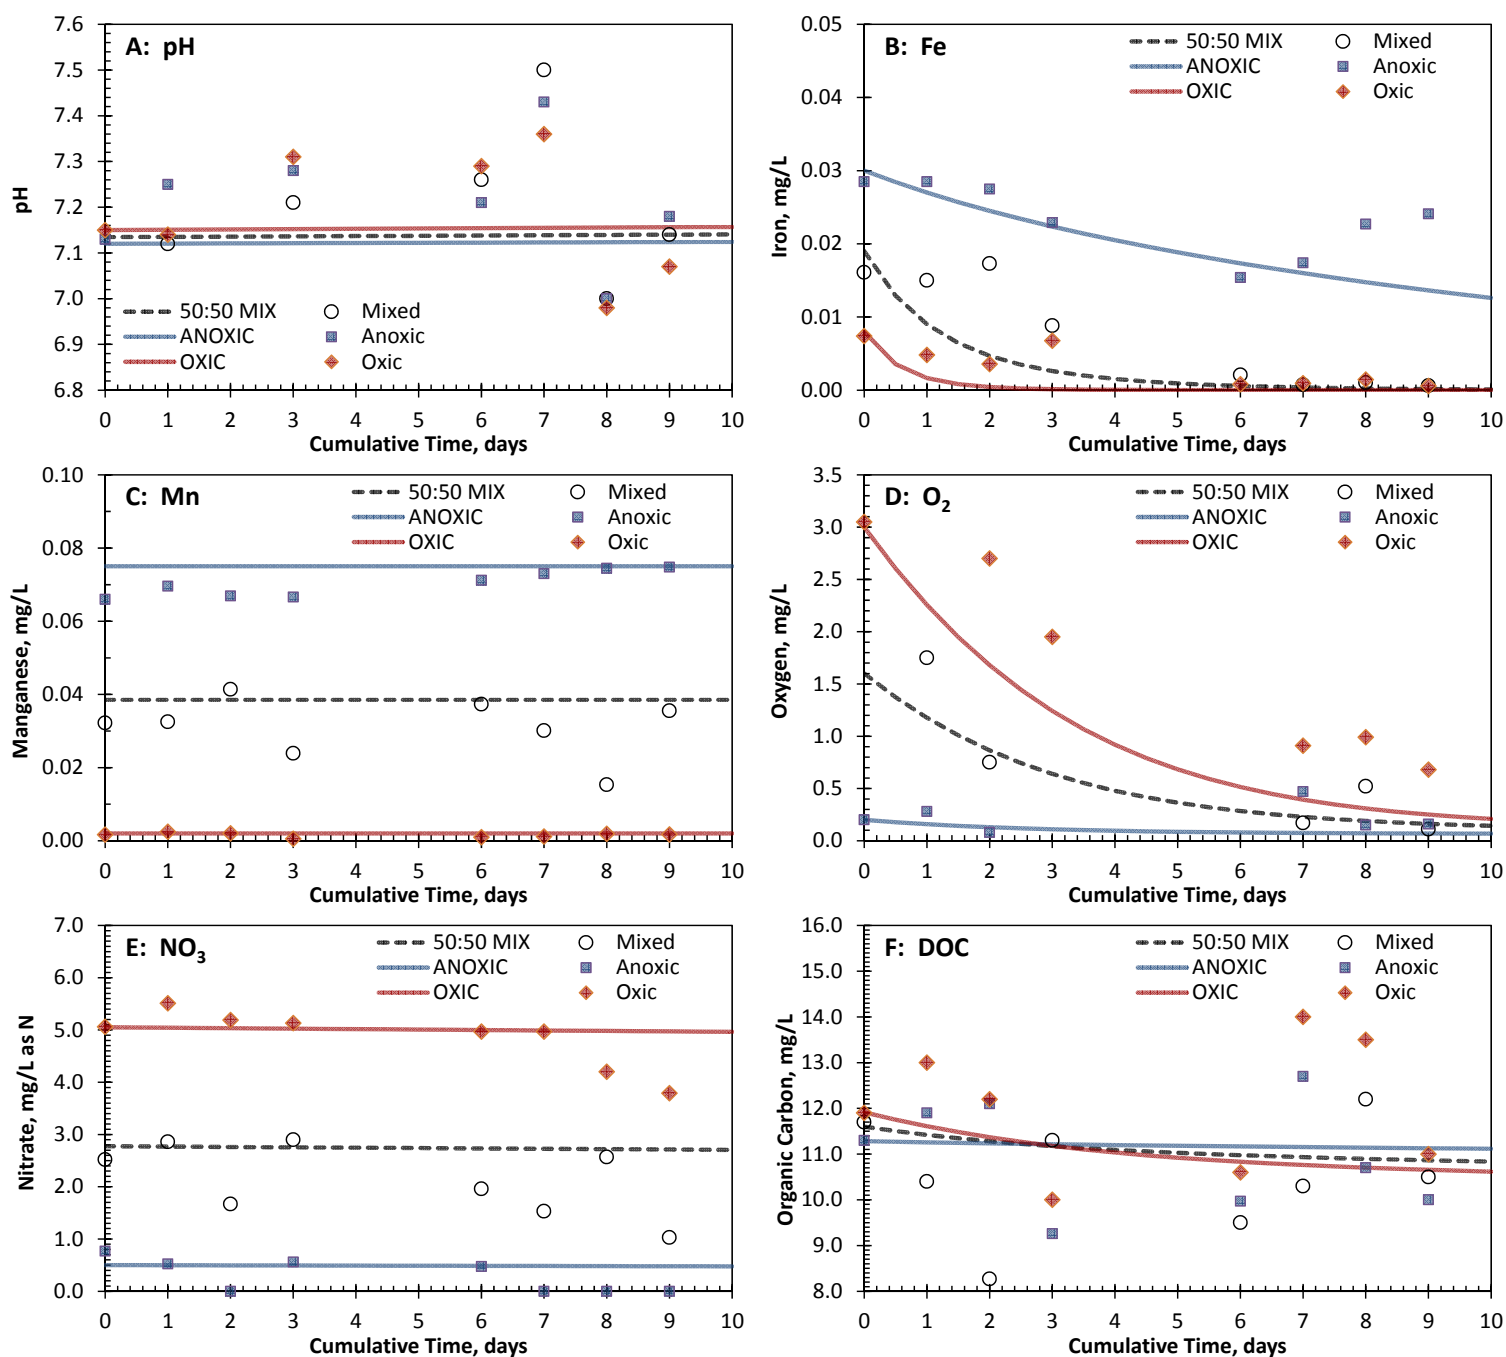 A: pH
7.6
7.5
7.4
7.3
7.2
7.1
7.0
6.9
6.8
pH
50:50 MIX Mixed
ANOXIC Anoxic
OXIC Oxic
0 1 2 3 4 5 6 7 8 9 10
Cumulative Time, days
B: Fe
0.05
0.04
0.03
0.02
0.01
0.00
Iron, mg/L
50:50 MIX Mixed
ANOXIC Anoxic
OXIC Oxic
0 1 2 3 4 5 6 7 8 9 10
Cumulative Time, days
C: Mn
0.10
0.08
0.06
0.04
0.02
0.00
Manganese, mg/L
50:50 MIX Mixed
ANOXIC Anoxic
OXIC Oxic
0 1 2 3 4 5 6 7 8 9 10
Cumulative Time, days
D: O₂
3.5
3.0
2.5
2.0
1.5
1.0
0.5
0.0
Oxygen, mg/L
50:50 MIX Mixed
ANOXIC Anoxic
OXIC Oxic
0 1 2 3 4 5 6 7 8 9 10
Cumulative Time, days
E: NO₃
7.0
6.0
5.0
4.0
3.0
2.0
1.0
0.0
Nitrate, mg/L as N
50:50 MIX Mixed
ANOXIC Anoxic
OXIC Oxic
0 1 2 3 4 5 6 7 8 9 10
Cumulative Time, days
F: DOC
16.0
15.0
14.0
13.0
12.0
11.0
10.0
9.0
8.0
Organic Carbon, mg/L
50:50 MIX Mixed
ANOXIC Anoxic
OXIC Oxic
0 1 2 3 4 5 6 7 8 9 10
Cumulative Time, days